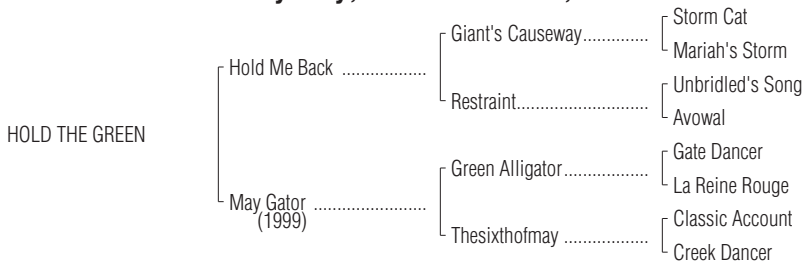 Storm Cat
Giant's Causeway..............
Mariah's Storm
Hold Me Back ..................
Unbridled's Song
Restraint............................
Avowal
HOLD THE GREEN
Gate Dancer
Green Alligator..................
La Reine Rouge
May Gator ........................
(1999)
Classic Account
Thesixthofmay ..................
Creek Dancer